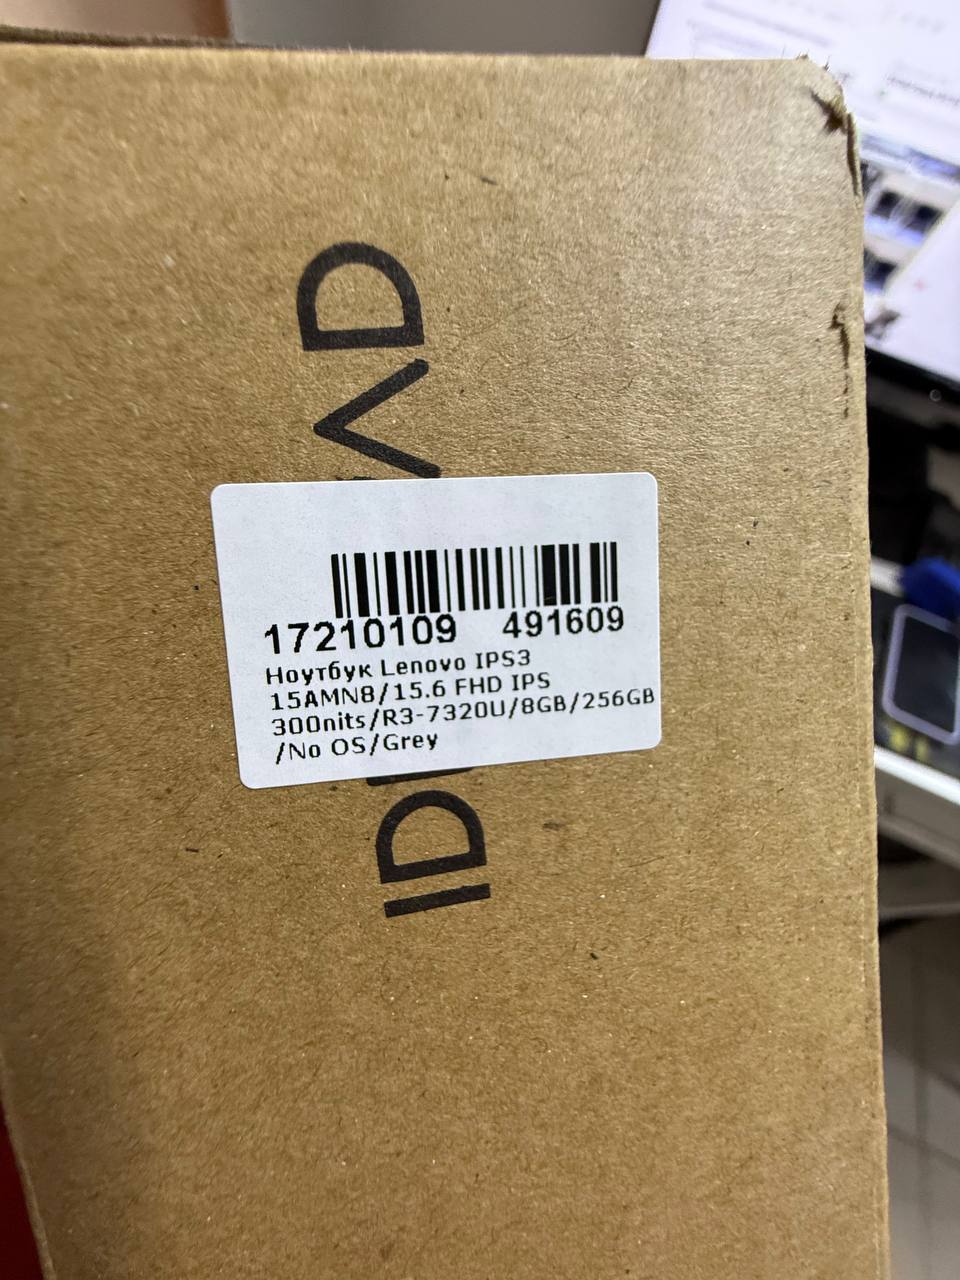 17210109 491609
Ноутбук Lenovo IPS3
15AMN8/15.6 FHD IPS
300nits/R3-7320U/8GB/256GB
/No OS/Grey